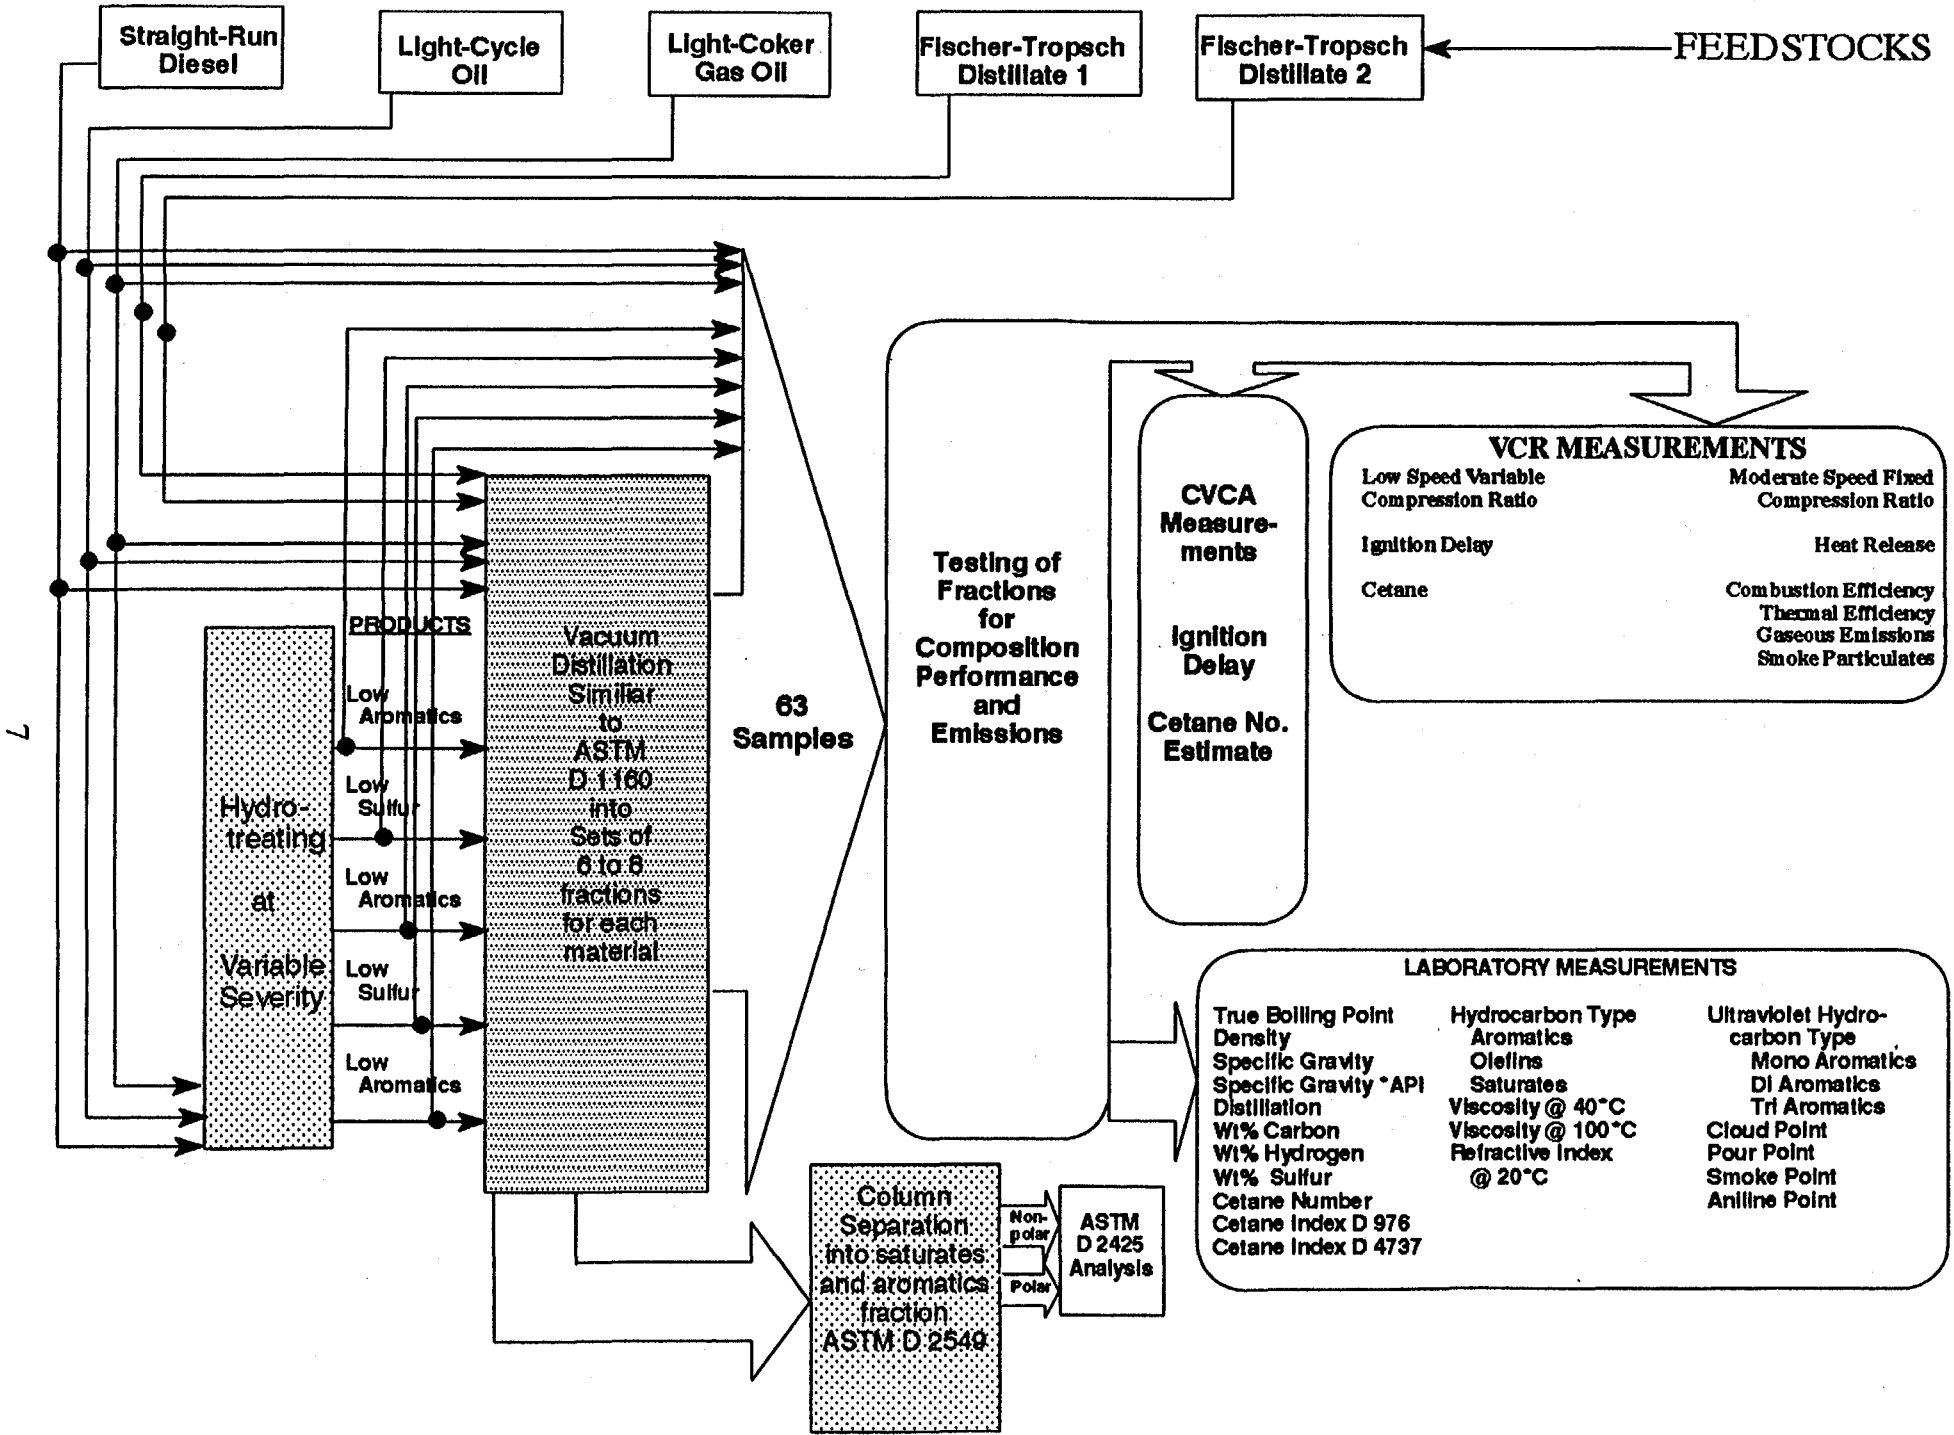 Straight-Run
Diesel
Light-Cycle
Oil
Light-Coker
Gas Oil
Fischer-Tropsch
Distillate 1
Fischer-Tropsch
Distillate 2
FEEDSTOCKS
PRODUCTS
Low
Aromatics
Low
Sulfur
Low
Aromatics
Low
Sulfur
Low
Aromatics
Hydro-
treating
at
Variable
Severity
Vacuum
Distillation
Similiar
to
ASTM
D 1160
into
Sets of
6 to 8
fractions
for each
material
63
Samples
Testing of
Fractions
for
Composition
Performance
and
Emissions
CVCA
Measure-
ments
Ignition
Delay
Cetane No.
Estimate
VCR MEASUREMENTS
Low Speed Variable
Compression Ratio
Ignition Delay
Cetane
Moderate Speed Fixed
Compression Ratio
Heat Release
Combustion Efficiency
Thermal Efficiency
Gaseous Emissions
Smoke Particulates
LABORATORY MEASUREMENTS
True Boiling Point
Density
Specific Gravity
Specific Gravity °API
Distillation
Wt% Carbon
Wt% Hydrogen
Wt% Sulfur
Cetane Number
Cetane Index D 976
Cetane Index D 4737
Hydrocarbon Type
Aromatics
Olefins
Saturates
Viscosity @ 40°C
Viscosity @ 100°C
Refractive Index
@ 20°C
Ultraviolet Hydro-
carbon Type
Mono Aromatics
Di Aromatics
Tri Aromatics
Cloud Point
Pour Point
Smoke Point
Aniline Point
Column
Separation
into saturates
and aromatics
fraction
ASTM D 2549
Non-
polar
Polar
ASTM
D 2425
Analysis
7